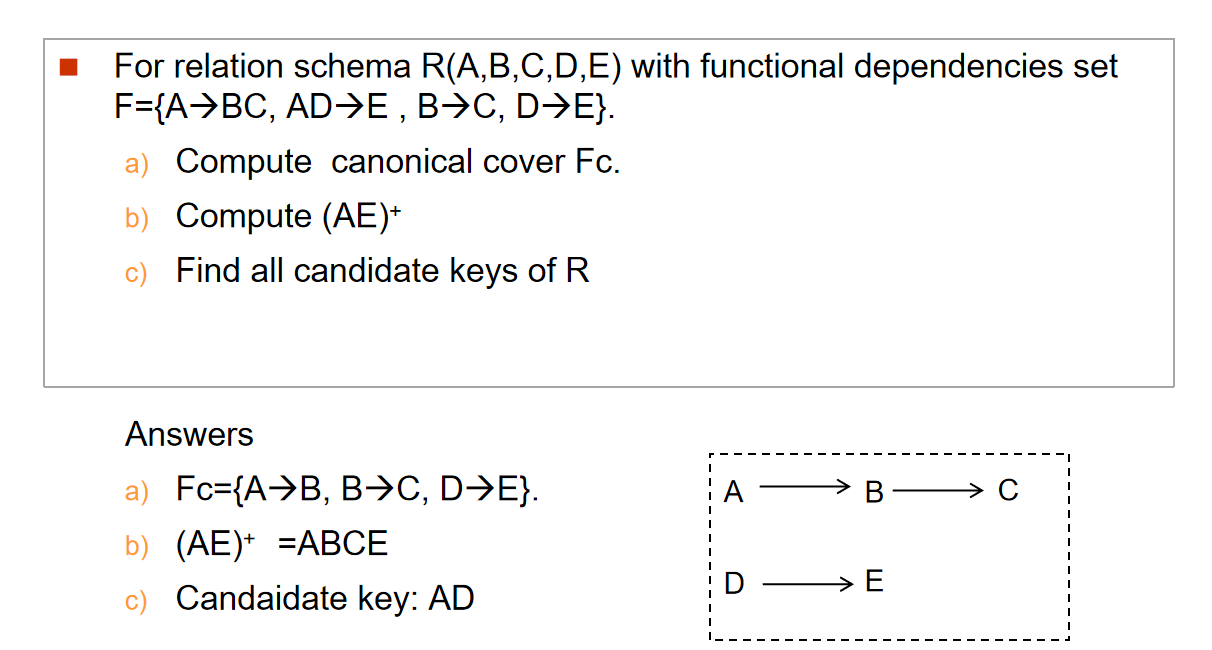 For relation schema R(A,B,C,D,E) with functional dependencies set
F={A→BC, AD→E , B→C, D→E}.
a) Compute canonical cover Fc.
b) Compute (AE)⁺
c) Find all candidate keys of R
Answers
a) Fc={A→B, B→C, D→E}.
b) (AE)⁺ =ABCE
c) Candaidate key: AD
A → B → C
D → E